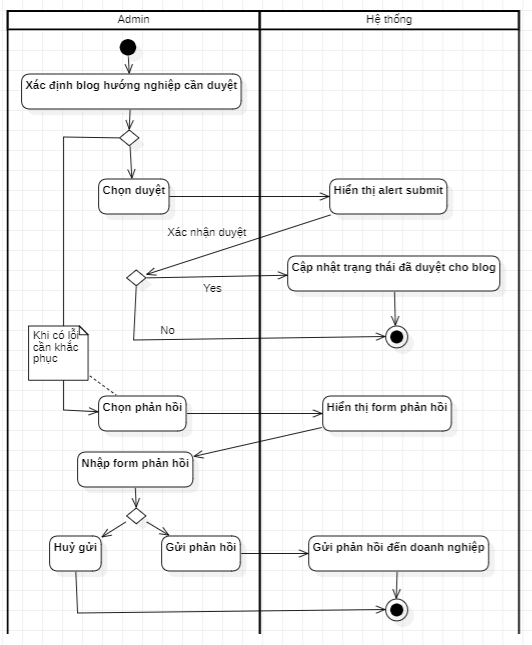 Admin
Hệ thống
Xác định blog hướng nghiệp cần duyệt
Chọn duyệt
Hiển thị alert submit
Xác nhận duyệt
Cập nhật trạng thái đã duyệt cho blog
Yes
No
Khi có lỗi
cần khắc
phục
Chọn phản hồi
Hiển thị form phản hồi
Nhập form phản hồi
Huỷ gửi
Gửi phản hồi
Gửi phản hồi đến doanh nghiệp